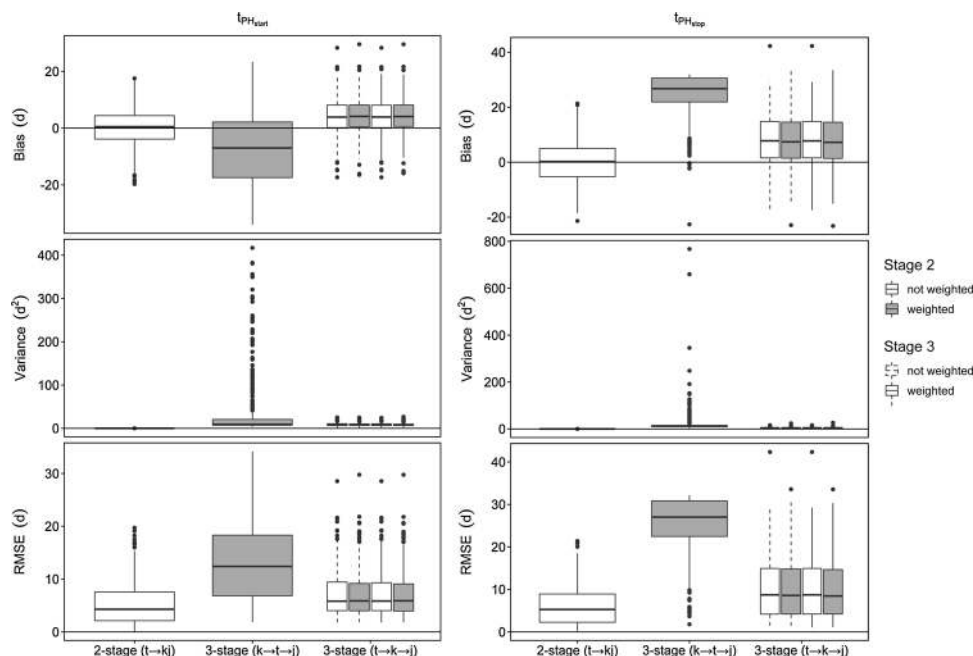 t_PH_start
t_PH_stop
Bias (d)
20
0
-20
Bias (d)
40
20
0
-20
Variance (d²)
400
300
200
100
0
Variance (d²)
800
600
400
200
0
RMSE (d)
30
20
10
0
RMSE (d)
40
30
20
10
0
2-stage (t→kj) 3-stage (k→t→j) 3-stage (t→k→j)
2-stage (t→kj) 3-stage (k→t→j) 3-stage (t→k→j)
Stage 2
not weighted
weighted
Stage 3
not weighted
weighted